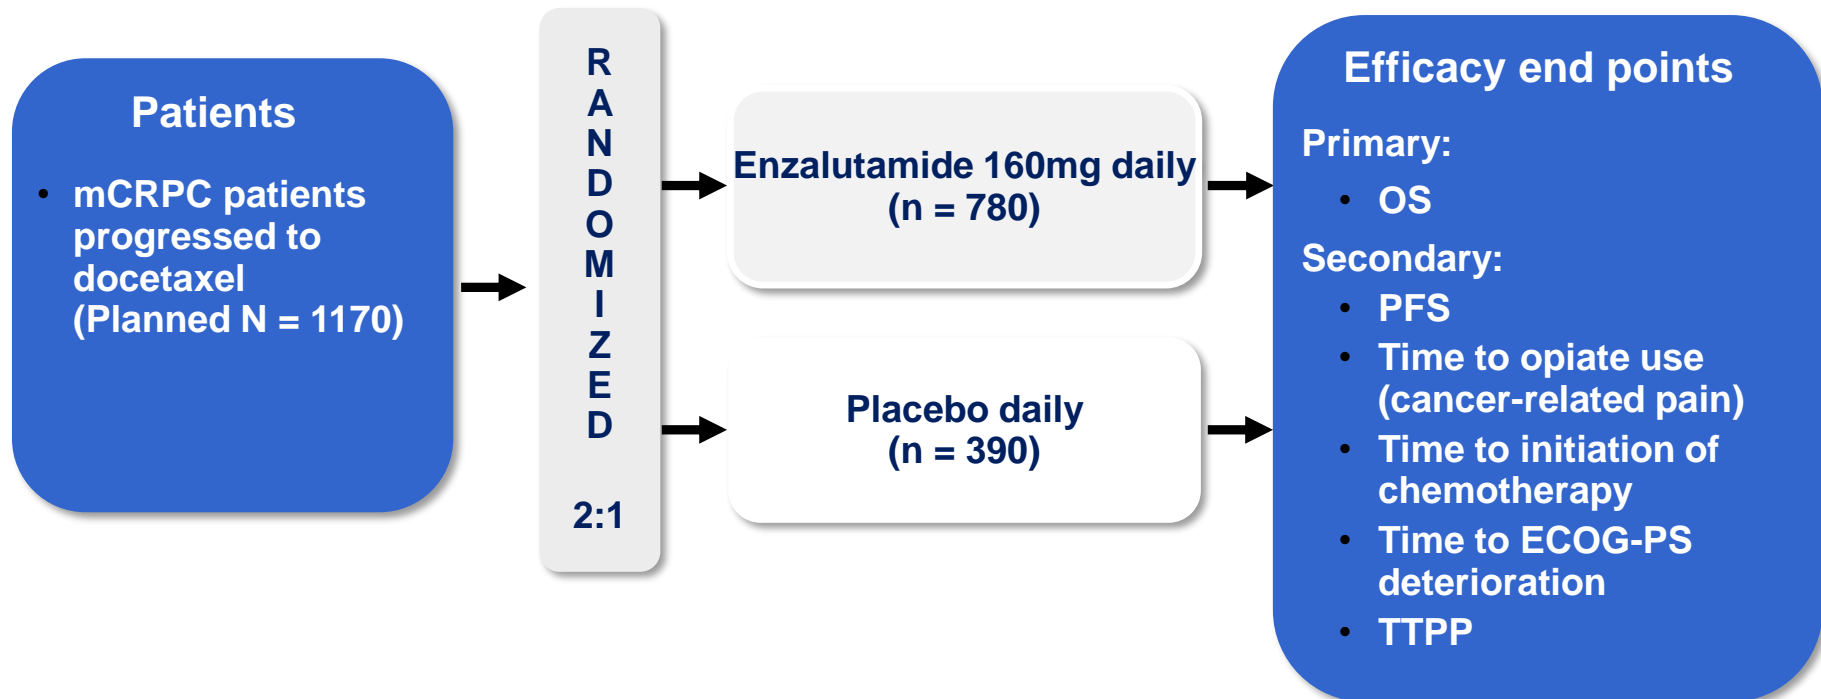 Patients
• mCRPC patients
progressed to
docetaxel
(Planned N = 1170)
R
A
N
D
O
M
I
Z
E
D
2:1
Enzalutamide 160mg daily
(n = 780)
Placebo daily
(n = 390)
Efficacy end points
Primary:
• OS
Secondary:
• PFS
• Time to opiate use
(cancer-related pain)
• Time to initiation of
chemotherapy
• Time to ECOG-PS
deterioration
• TTPP